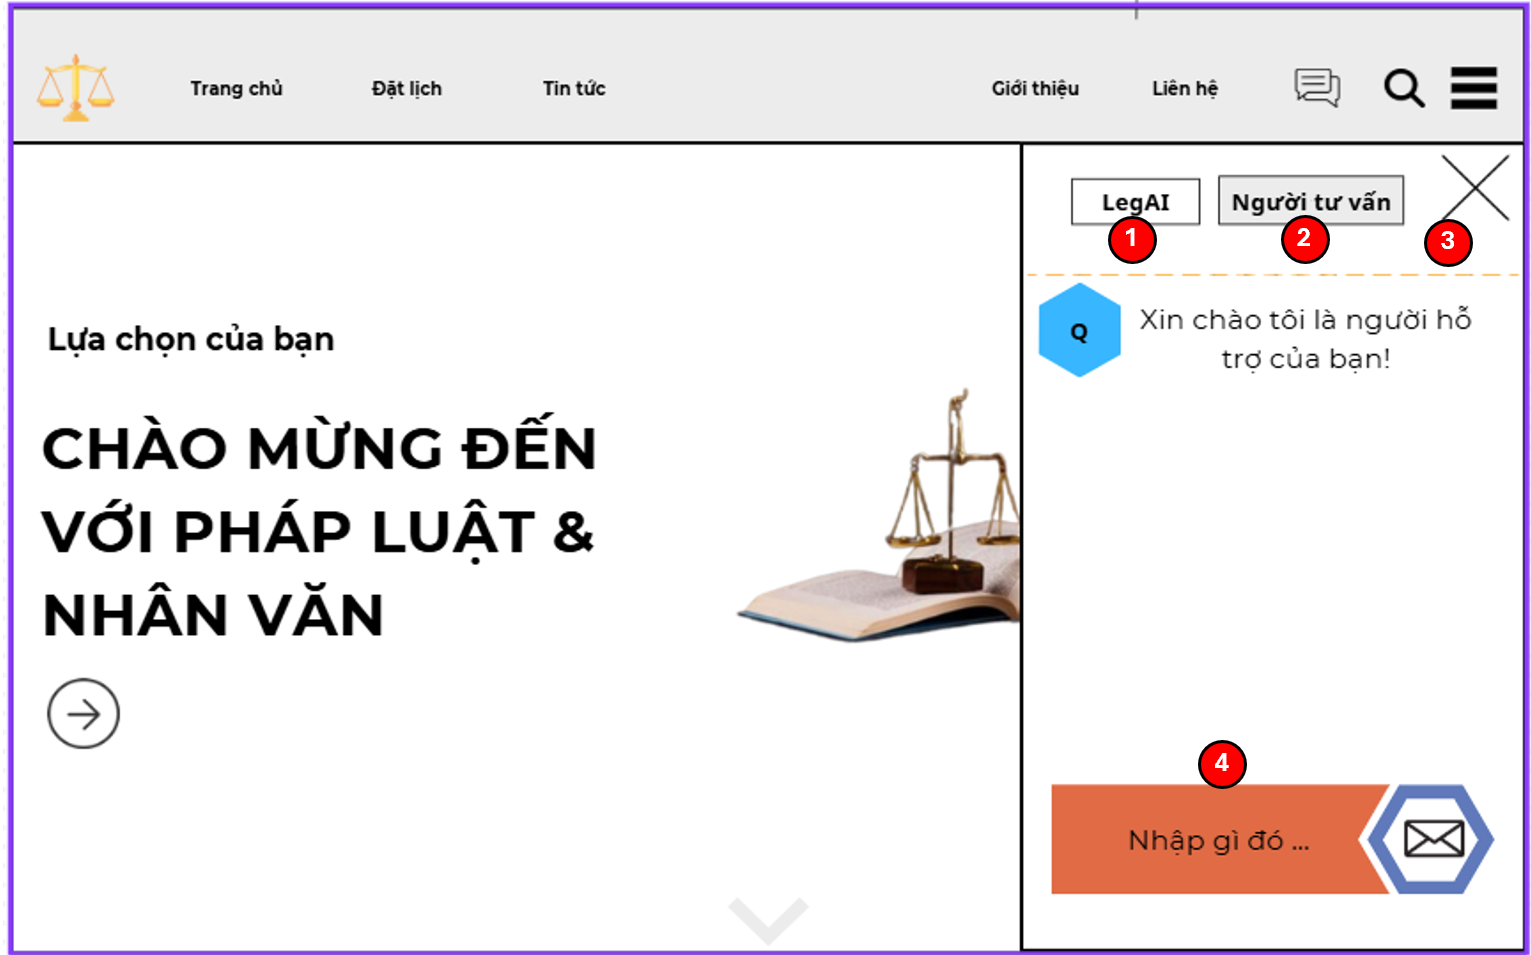 Trang chủ
Đặt lịch
Tin tức
Giới thiệu
Liên hệ
LegAI
Người tư vấn
1
2
3
Q
Xin chào tôi là người hỗ
trợ của bạn!
Lựa chọn của bạn
CHÀO MỪNG ĐẾN
VỚI PHÁP LUẬT &
NHÂN VĂN
4
Nhập gì đó ...